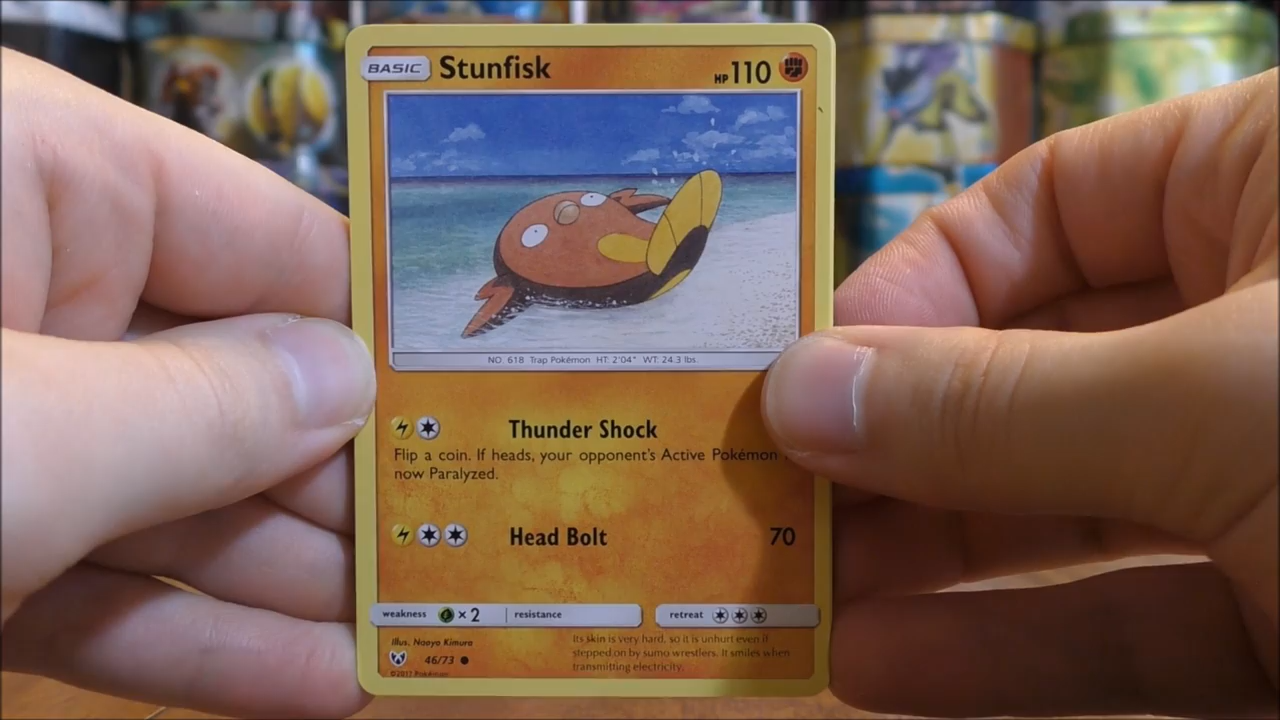 BASIC Stunfisk HP 110
NO. 618 Trap Pokémon HT: 2'04" WT: 24.3 lbs.
Thunder Shock
Flip a coin. If heads, your opponent's Active Pokémon
now Paralyzed.
Head Bolt 70
weakness ×2 resistance retreat
Illus. Naoyo Kimura
46/73
©2017 Pokémon
Its skin is very hard, so it is unhurt even if
stepped on by sumo wrestlers. It smiles when
transmitting electricity.